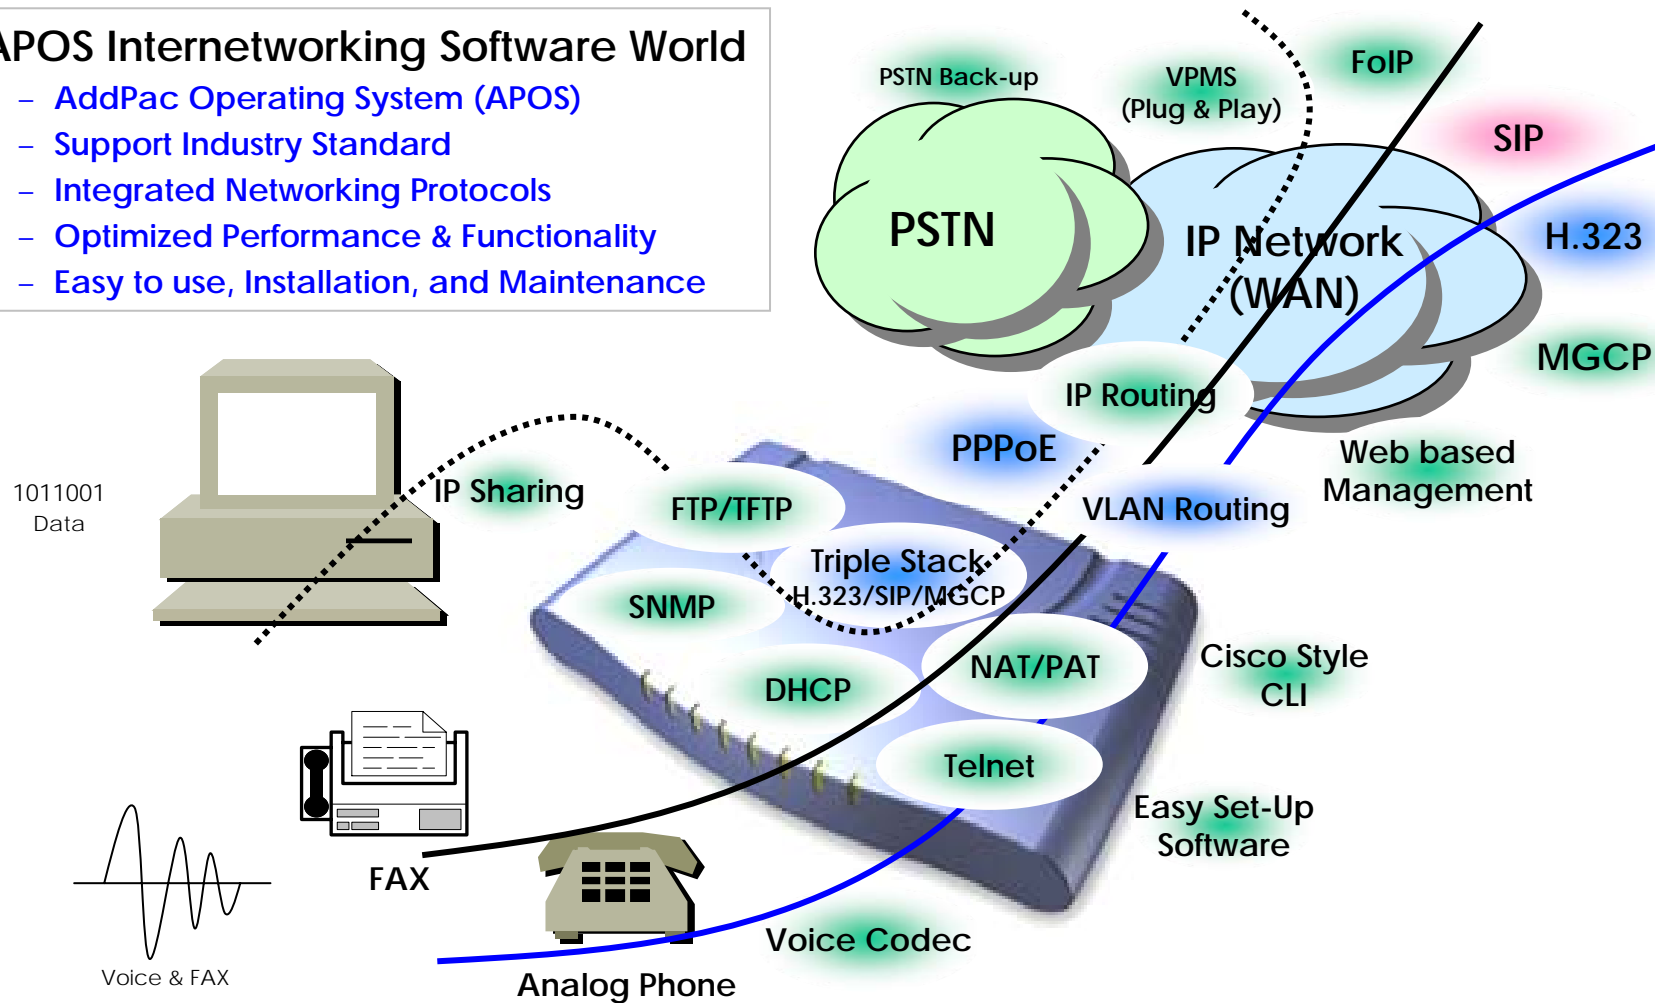 APOS Internetworking Software World
– AddPac Operating System (APOS)
– Support Industry Standard
– Integrated Networking Protocols
– Optimized Performance & Functionality
– Easy to use, Installation, and Maintenance
PSTN Back-up
VPMS
(Plug & Play)
FoIP
SIP
PSTN
IP Network
(WAN)
H.323
MGCP
IP Routing
PPPoE
Web based
Management
1011001
Data
IP Sharing
FTP/TFTP
VLAN Routing
Triple Stack
H.323/SIP/MGCP
SNMP
NAT/PAT
Cisco Style
CLI
DHCP
Telnet
Easy Set-Up
Software
FAX
Voice Codec
Voice & FAX
Analog Phone